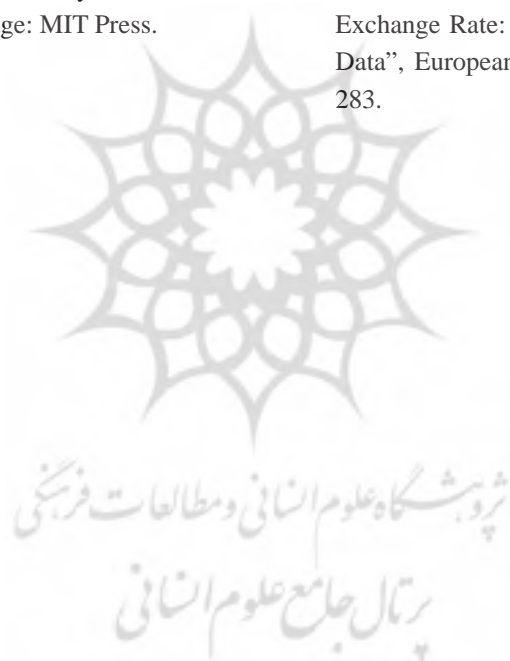 ge: MIT Press.
Exchange Rate:
Data”, European
283.
پژوهشگاه علوم انسانی و مطالعات فرهنگی
پرتال جامع علوم انسانی